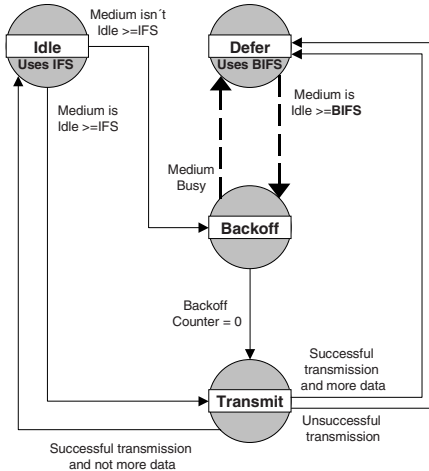 Medium isn´t
Idle >=IFS
Idle
Uses IFS
Defer
Uses BIFS
Medium is
Idle >=IFS
Medium is
Idle >=BIFS
Medium
Busy
Backoff
Backoff
Counter = 0
Successful
transmission
and more data
Transmit
Unsuccessful
transmission
Successful transmission
and not more data